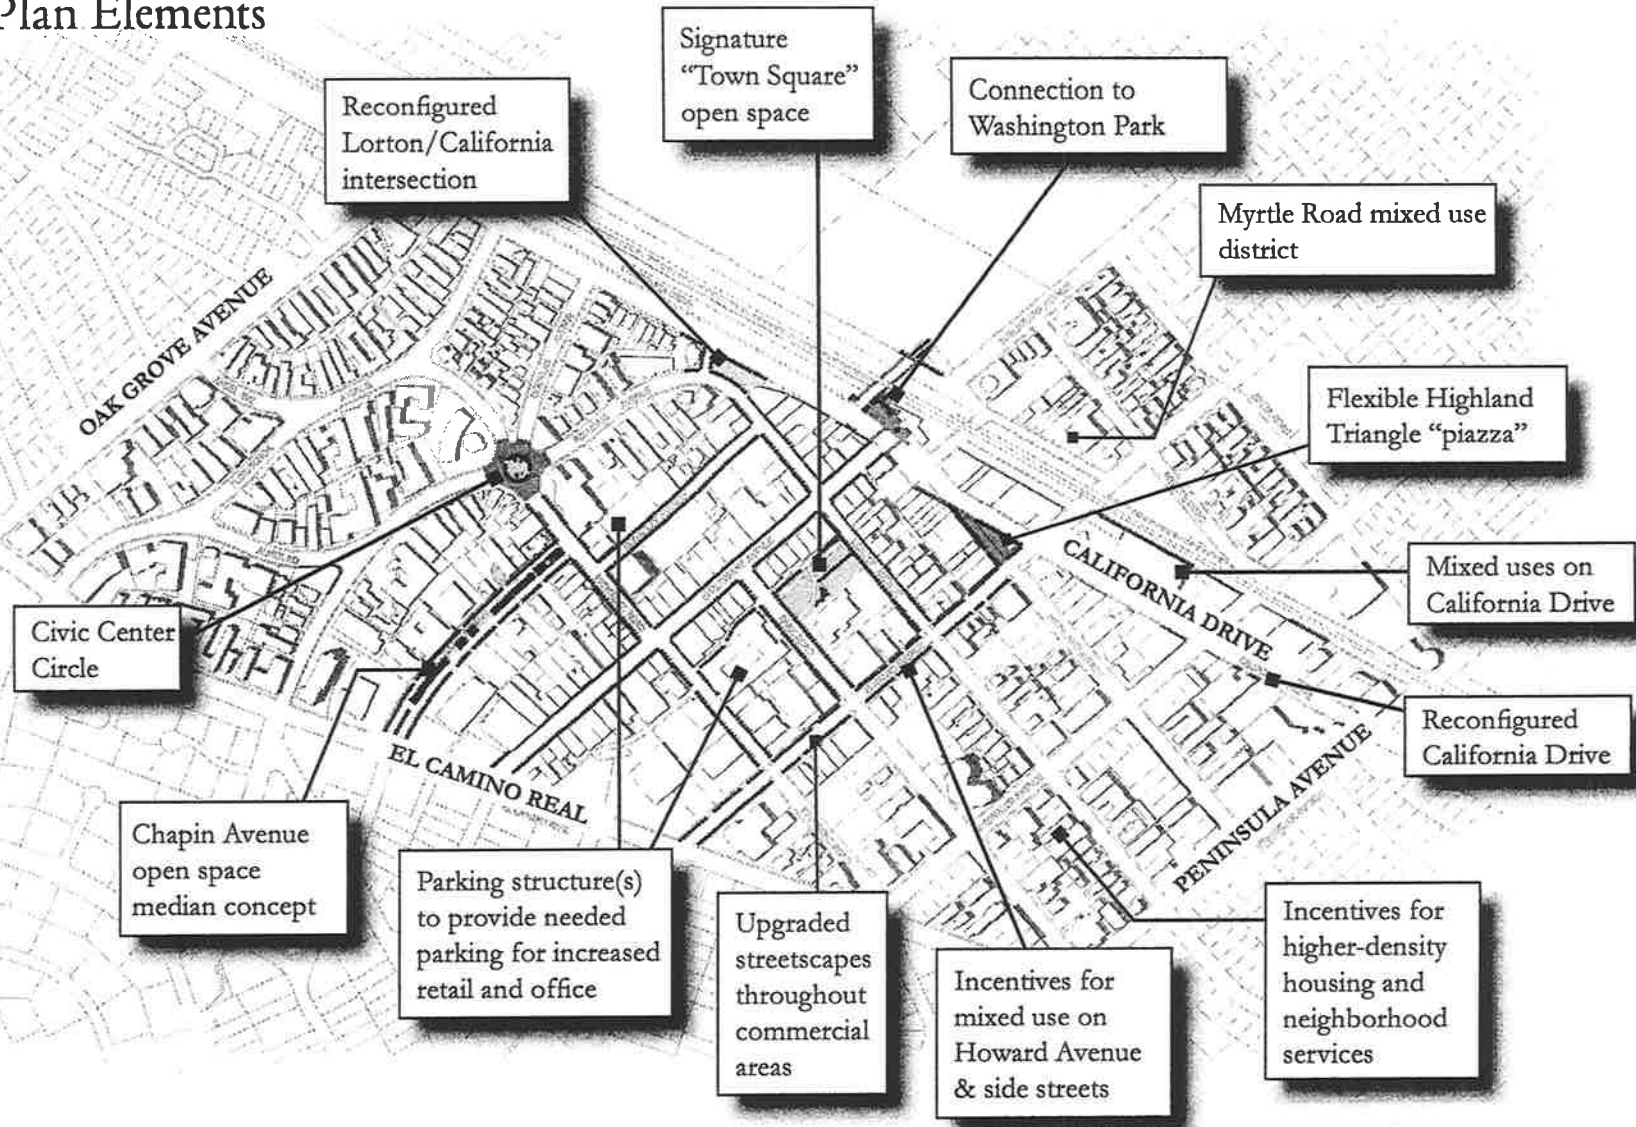 Plan Elements
Signature
“Town Square”
open space
Reconfigured
Lorton/California
intersection
Connection to
Washington Park
Myrtle Road mixed use
district
OAK GROVE AVENUE
Flexible Highland
Triangle “piazza”
CALIFORNIA DRIVE
Mixed uses on
California Drive
Civic Center
Circle
Reconfigured
California Drive
EL CAMINO REAL
PENINSULA AVENUE
Chapin Avenue
open space
median concept
Parking structure(s)
to provide needed
parking for increased
retail and office
Upgraded
streetscapes
throughout
commercial
areas
Incentives for
mixed use on
Howard Avenue
& side streets
Incentives for
higher-density
housing and
neighborhood
services